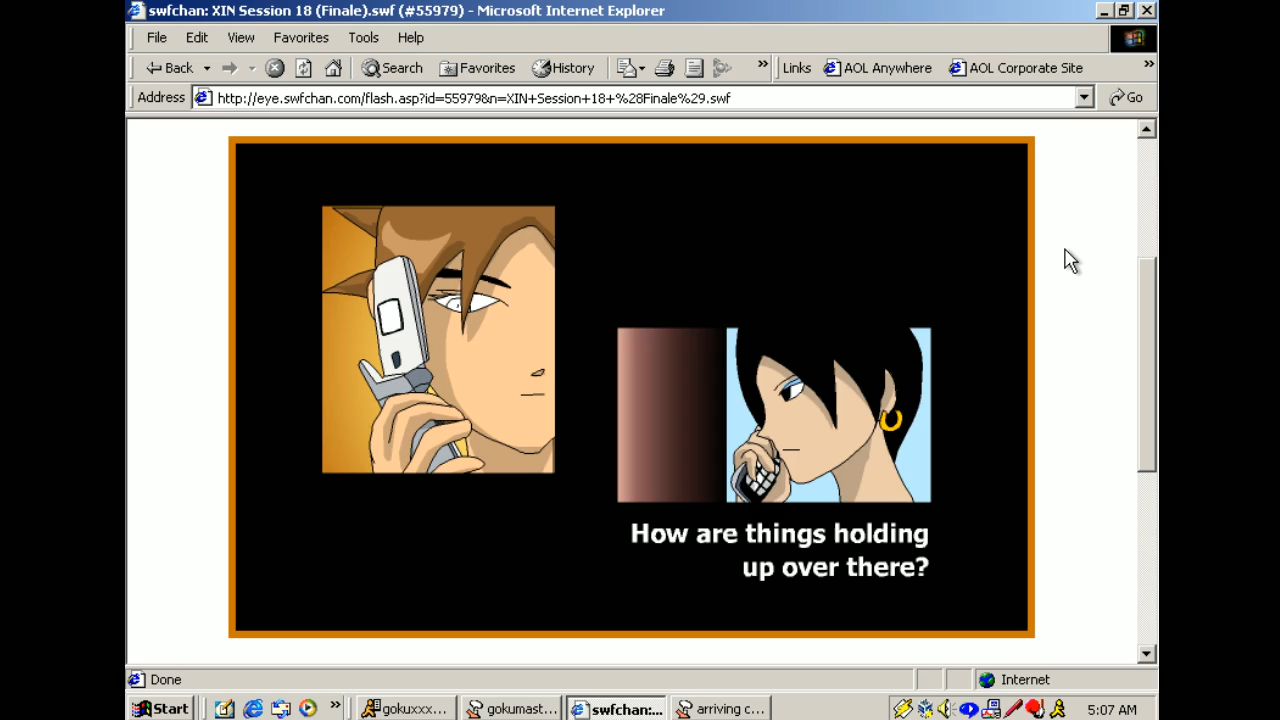 swfchan: XIN Session 18 (Finale).swf (#55979) - Microsoft Internet Explorer
File Edit View Favorites Tools Help
Back Search Favorites History » Links AOL Anywhere AOL Corporate Site »
Address http://eye.swfchan.com/flash.asp?id=55979&n=XIN+Session+18+%28Finale%29.swf Go
How are things holding
up over there?
Done Internet
Start » gokuxxx... gokumast... swfchan:... arriving c... 5:07 AM